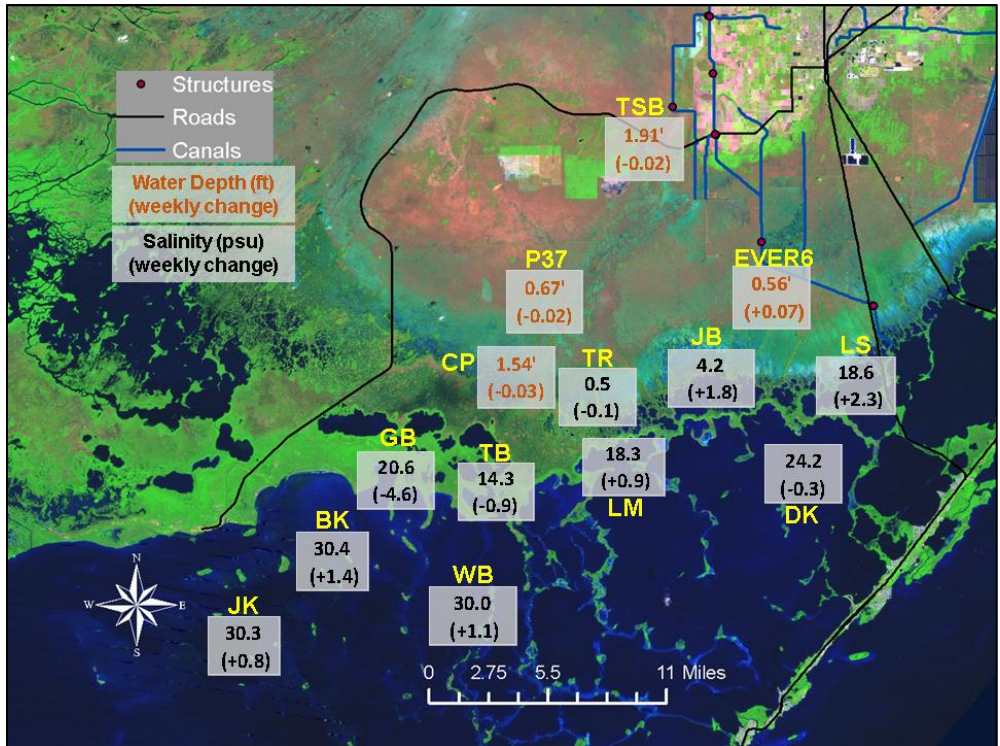 Structures
Roads
Canals
Water Depth (ft)
(weekly change)
Salinity (psu)
(weekly change)
TSB
1.91'
(-0.02)
P37
0.67'
(-0.02)
EVER6
0.56'
(+0.07)
CP
1.54'
(-0.03)
TR
0.5
(-0.1)
JB
4.2
(+1.8)
LS
18.6
(+2.3)
GB
20.6
(-4.6)
TB
14.3
(-0.9)
18.3
(+0.9)
LM
24.2
(-0.3)
DK
BK
30.4
(+1.4)
WB
30.0
(+1.1)
JK
30.3
(+0.8)
N
W E
S
0 2.75 5.5 11 Miles